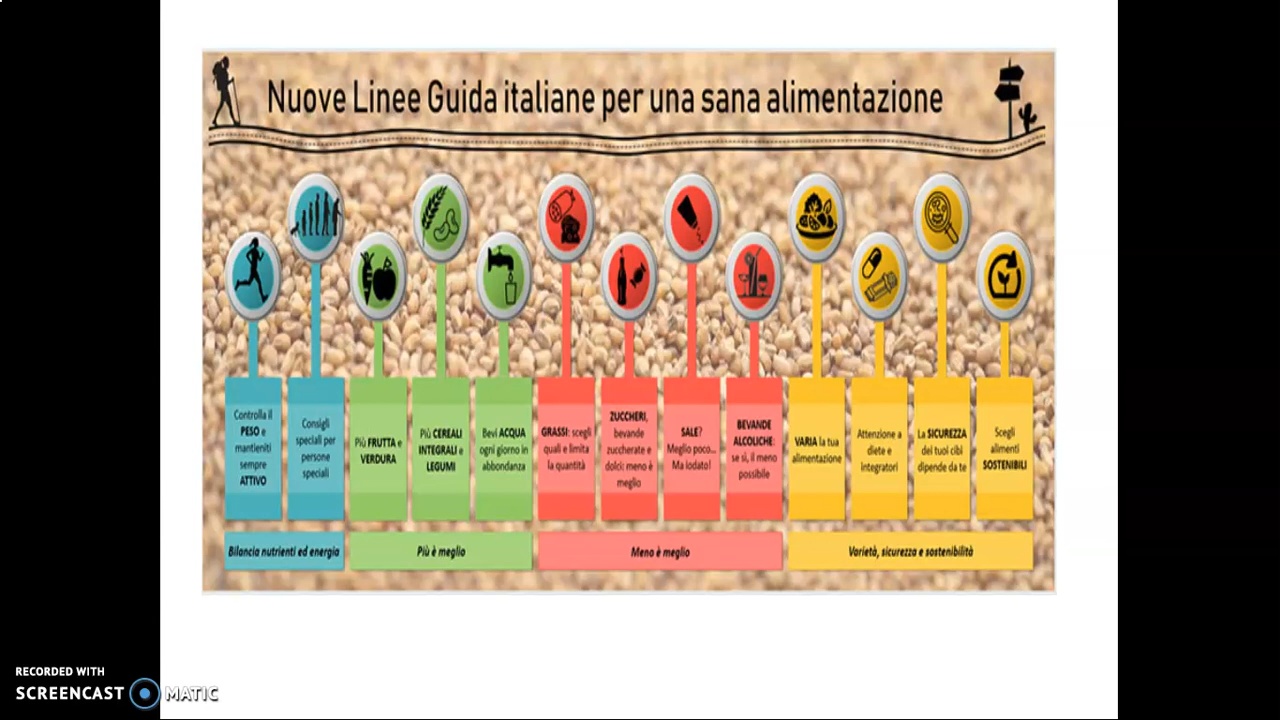 Nuove Linee Guida italiane per una sana alimentazione
Controlla il
PESO e
mantieniti
sempre
ATTIVO
Consigli
speciali per
persone
speciali
Più FRUTTA e
VERDURA
Più CEREALI
INTEGRALI e
LEGUMI
Bevi ACQUA
ogni giorno in
abbondanza
GRASSI: scegli
quali e limita
la quantità
ZUCCHERI,
bevande
zuccherate e
dolci: meno è
meglio
SALE?
Meglio poco...
Ma iodato!
BEVANDE
ALCOLICHE:
se sì, il meno
possibile
VARIA la tua
alimentazione
Attenzione a
diete e
integratori
La SICUREZZA
dei tuoi cibi
dipende da te
Scegli
alimenti
SOSTENIBILI
Bilancia nutrienti ed energia
Più è meglio
Meno è meglio
Varietà, sicurezza e sostenibilità
RECORDED WITH
SCREENCAST MATIC